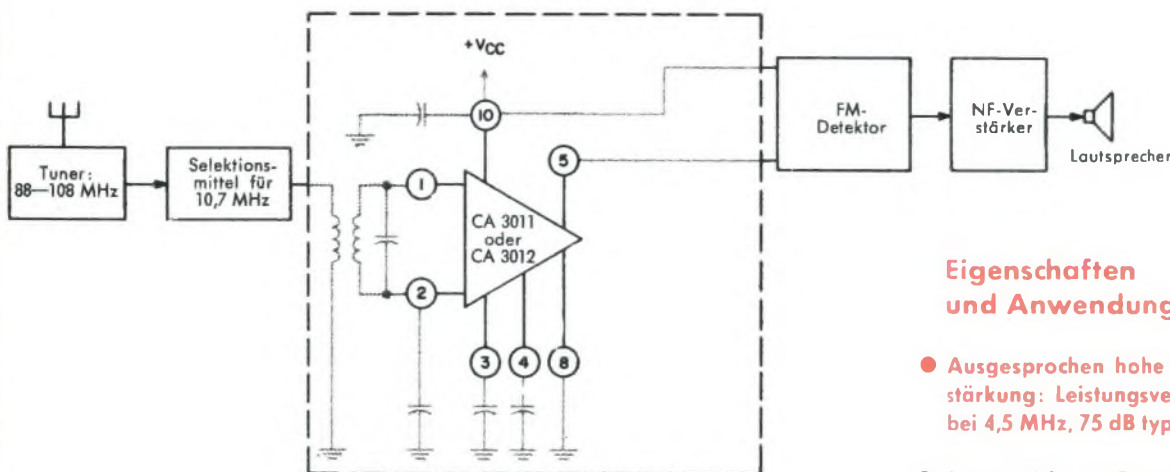 +VCC
10
Tuner:
88—108 MHz
Selektions-
mittel für
10,7 MHz
1
2
CA 3011
oder
CA 3012
5
3
4
8
FM-
Detektor
NF-Ver-
stärker
Lautsprecher
Eigenschaften
und Anwendung
● Ausgesprochen hohe
stärkung: Leistungsve
bei 4,5 MHz, 75 dB typ